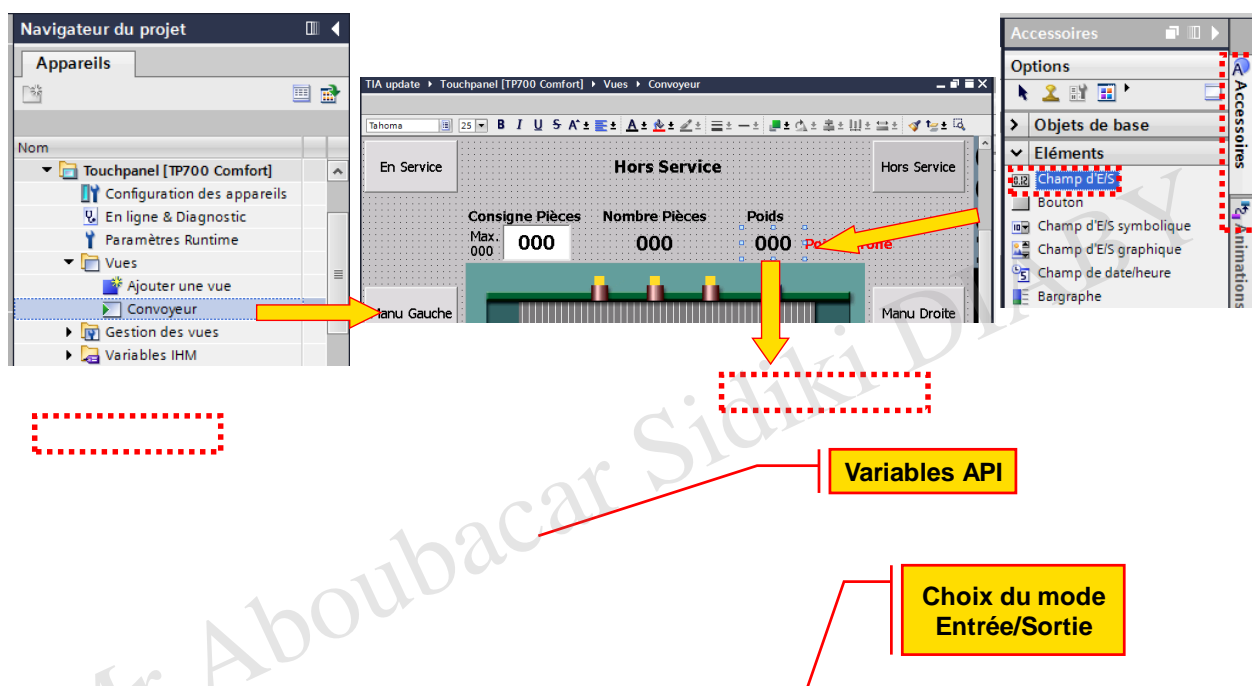 Navigateur du projet
Appareils
Nom
Touchpanel [TP700 Comfort]
Configuration des appareils
En ligne & Diagnostic
Paramètres Runtime
Vues
Ajouter une vue
Convoyeur
Gestion des vues
Variables IHM
TIA update ▸ Touchpanel [TP700 Comfort] ▸ Vues ▸ Convoyeur
Tahoma 25 B I U S A
En Service
Hors Service
Hors Service
Consigne Pièces Nombre Pièces Poids
Max.
000
000
000
000
Manu Droite
Accessoires
Options
Objets de base
Eléments
Champ d'E/S
Bouton
Champ d'E/S symbolique
Champ d'E/S graphique
Champ de date/heure
Bargraphe
Accessoires
Animations
Variables API
Choix du mode
Entrée/Sortie
Mr Aboubacar Sidiki DIABY